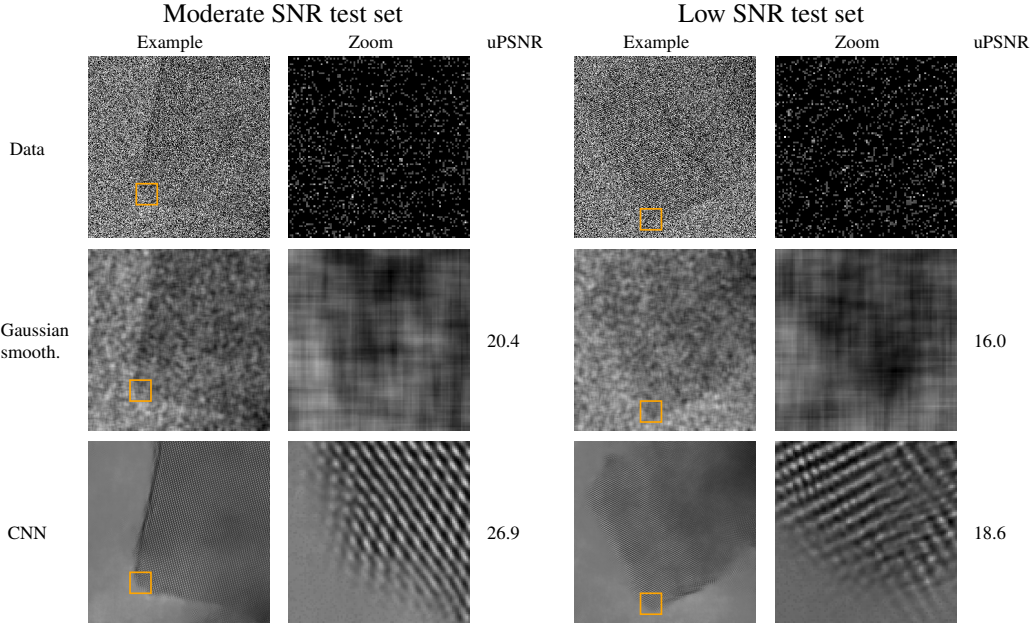 Moderate SNR test set
Low SNR test set
Example
Zoom
uPSNR
Example
Zoom
uPSNR
Data
Gaussian
smooth.
20.4
16.0
CNN
26.9
18.6